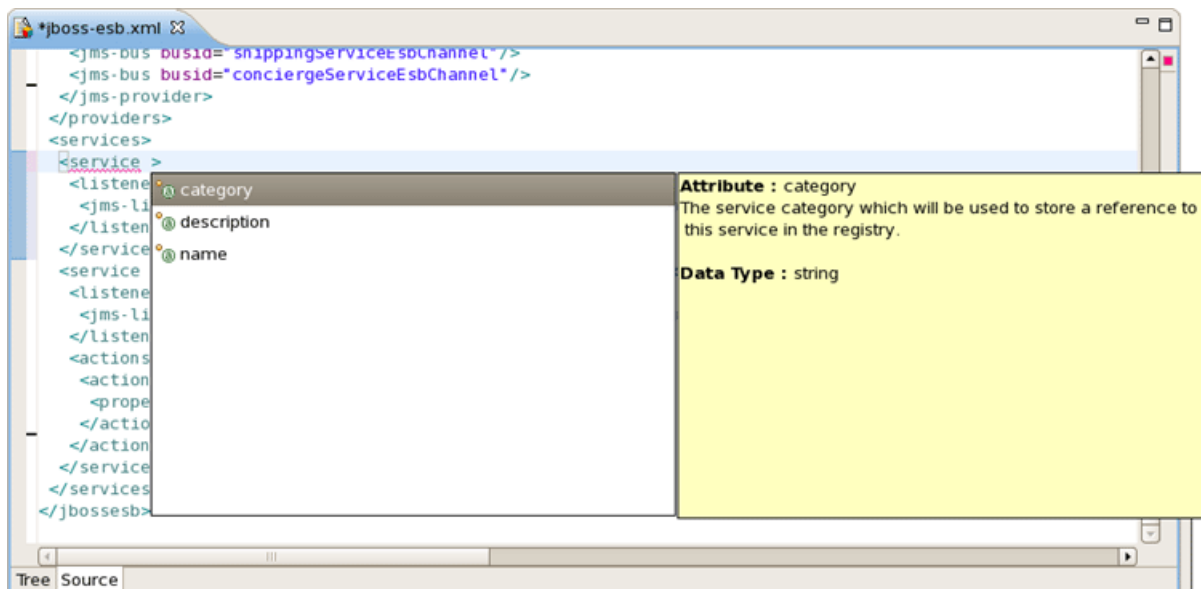 *jboss-esb.xml
<jms-bus busid="shippingServiceEsbChannel"/>
<jms-bus busid="conciergeServiceEsbChannel"/>
</jms-provider>
</providers>
<services>
<service >
<listene
<jms-li
</listen
</service
<service
<listene
<jms-li
</listen
<actions
<action
<prope
</actio
</action
</service
</services
</jbossesb>
category
description
name
Attribute : category
The service category which will be used to store a reference to
this service in the registry.
Data Type : string
Tree Source